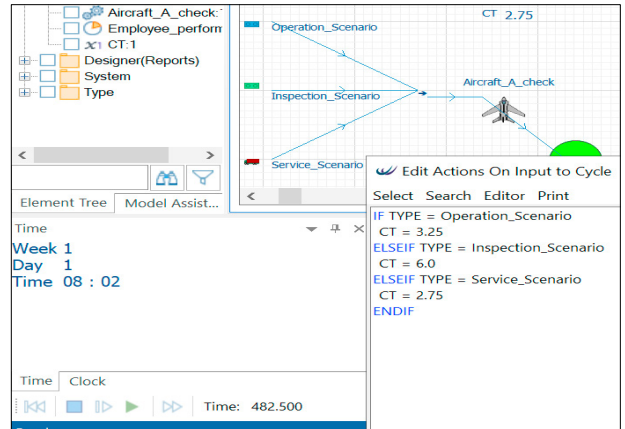 Aircraft_A_check:
Employee_perform
x1 CT:1
Designer(Reports)
System
Type
Element Tree
Model Assist...
CT 2.75
Operation_Scenario
Aircraft_A_check
Inspection_Scenario
Service_Scenario
Edit Actions On Input to Cycle
Select Search Editor Print
IF TYPE = Operation_Scenario
CT = 3.25
ELSEIF TYPE = Inspection_Scenario
CT = 6.0
ELSEIF TYPE = Service_Scenario
CT = 2.75
ENDIF
Time
Week 1
Day 1
Time 08 : 02
Time Clock
Time: 482.500